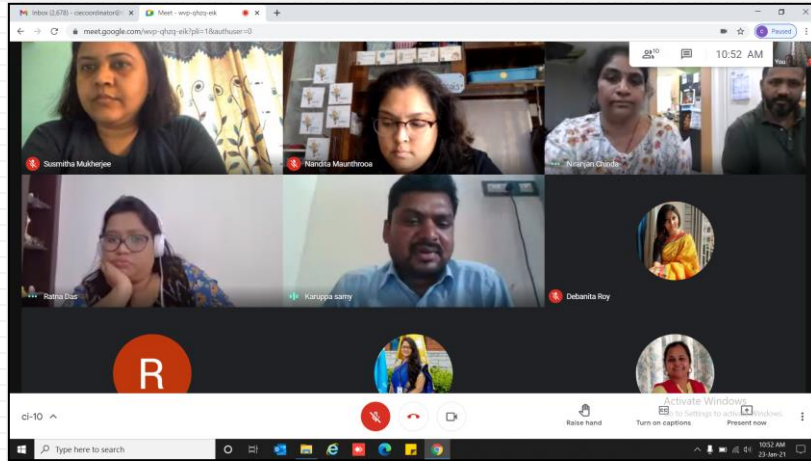 Inbox (2,678) - ciecoordinator@
Meet - wvp-qhzq-eik
meet.google.com/wvp-qhzq-eik?pli=1&authuser=0
Paused
10
10:52 AM
You
Susmitha Mukherjee
Nandita Maunthrooa
Niranjan Chinda
Ratna Das
Karuppa samy
Debanita Roy
R
Activate Windows
Go to Settings to activate Windows.
ci-10
Raise hand
Turn on captions
Present now
Type here to search
10:52 AM
23-Jan-21